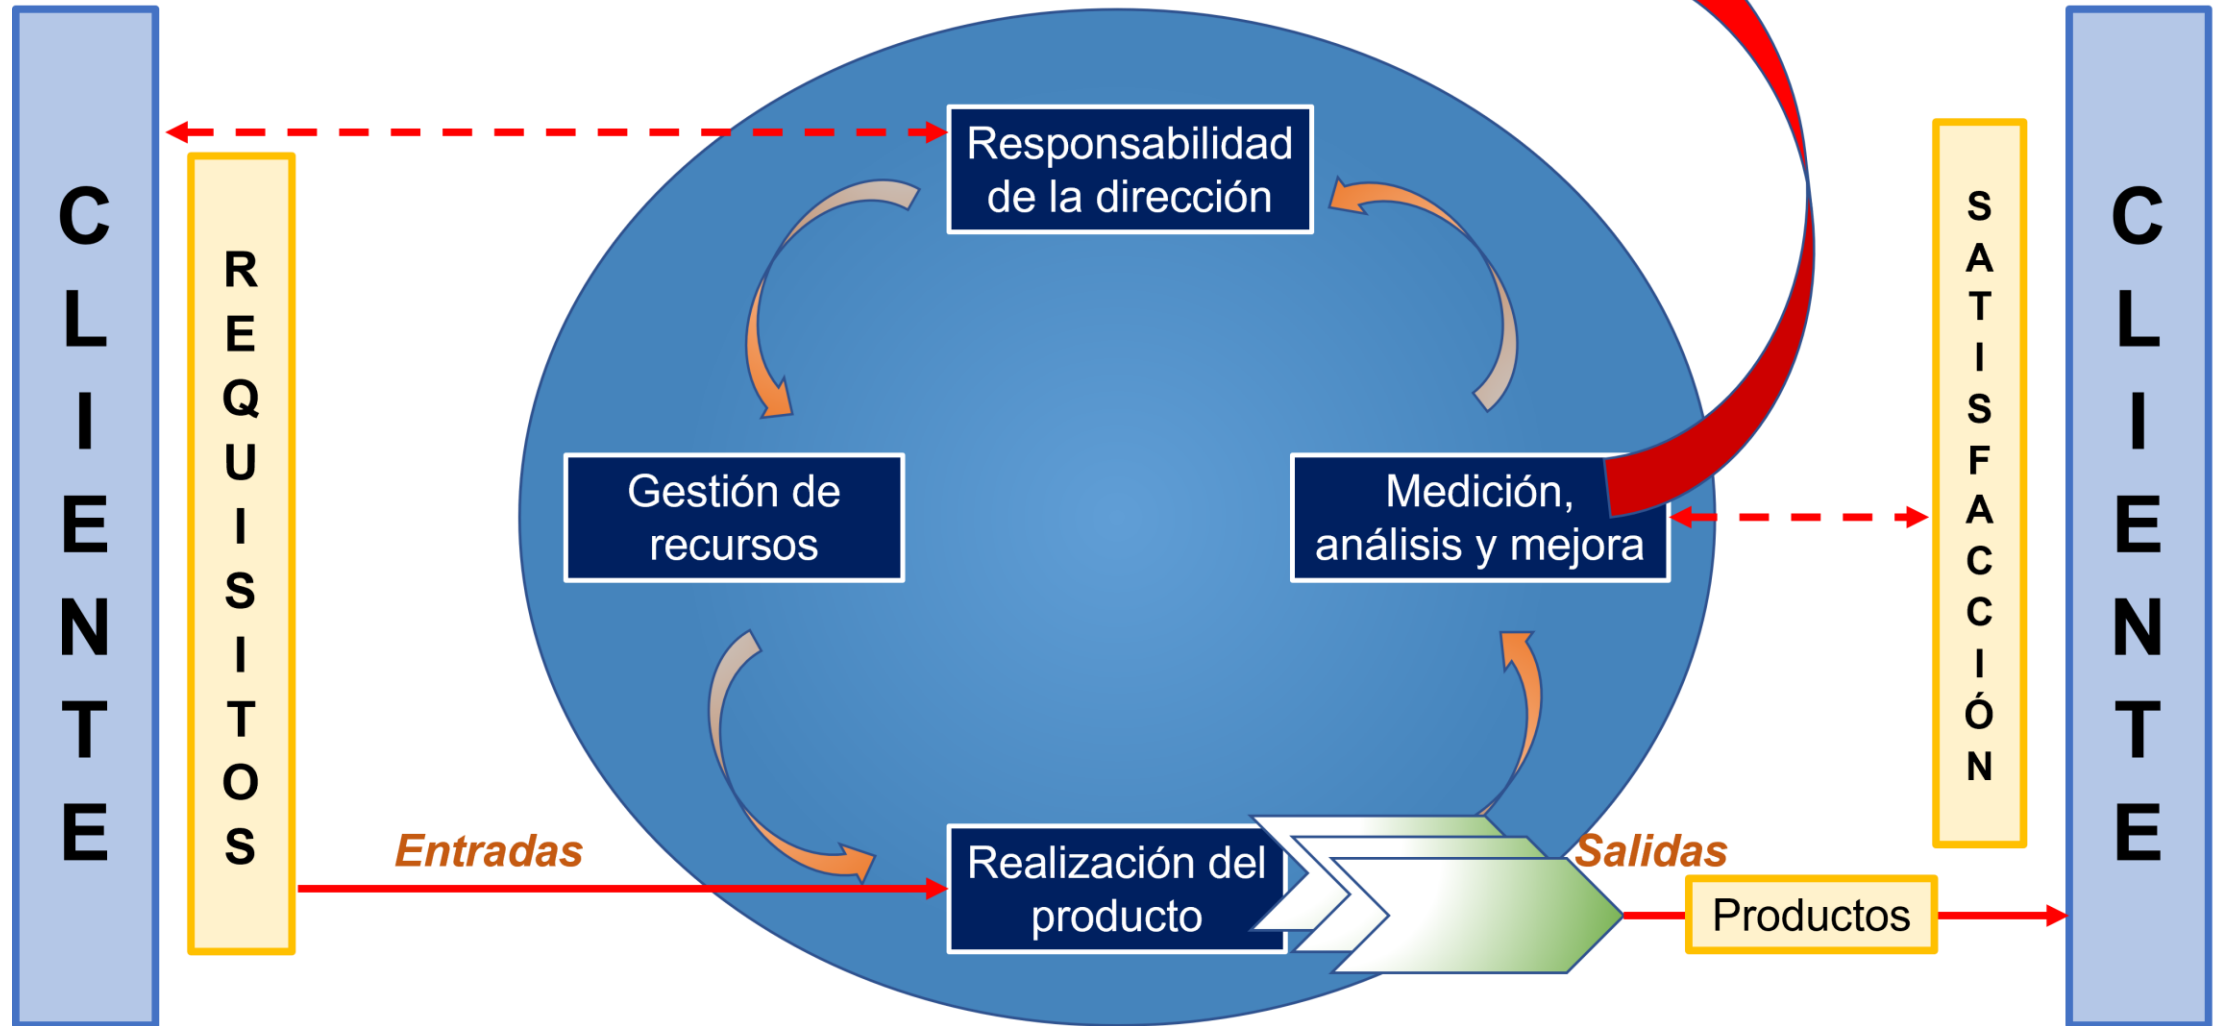 CLIENTE
REQUISITOS
Responsabilidad
de la dirección
Gestión de
recursos
Medición,
análisis y mejora
Entradas
Realización del
producto
Salidas
Productos
SATISFACCIÓN
CLIENTE